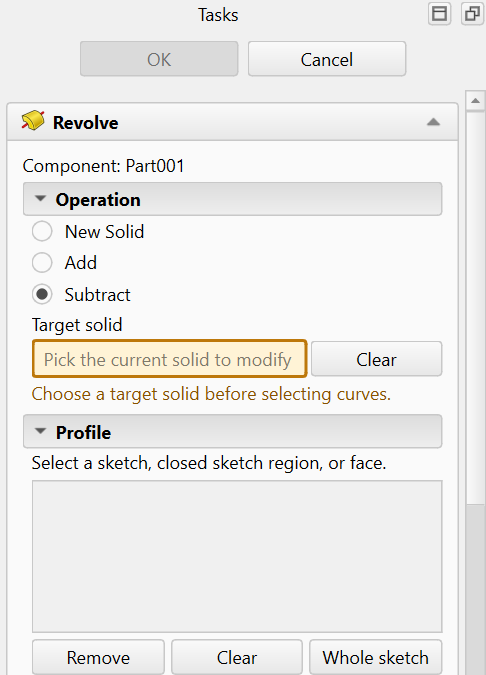 Tasks
OK
Cancel
Revolve
Component: Part001
Operation
New Solid
Add
Subtract
Target solid
Pick the current solid to modify
Clear
Choose a target solid before selecting curves.
Profile
Select a sketch, closed sketch region, or face.
Remove
Clear
Whole sketch